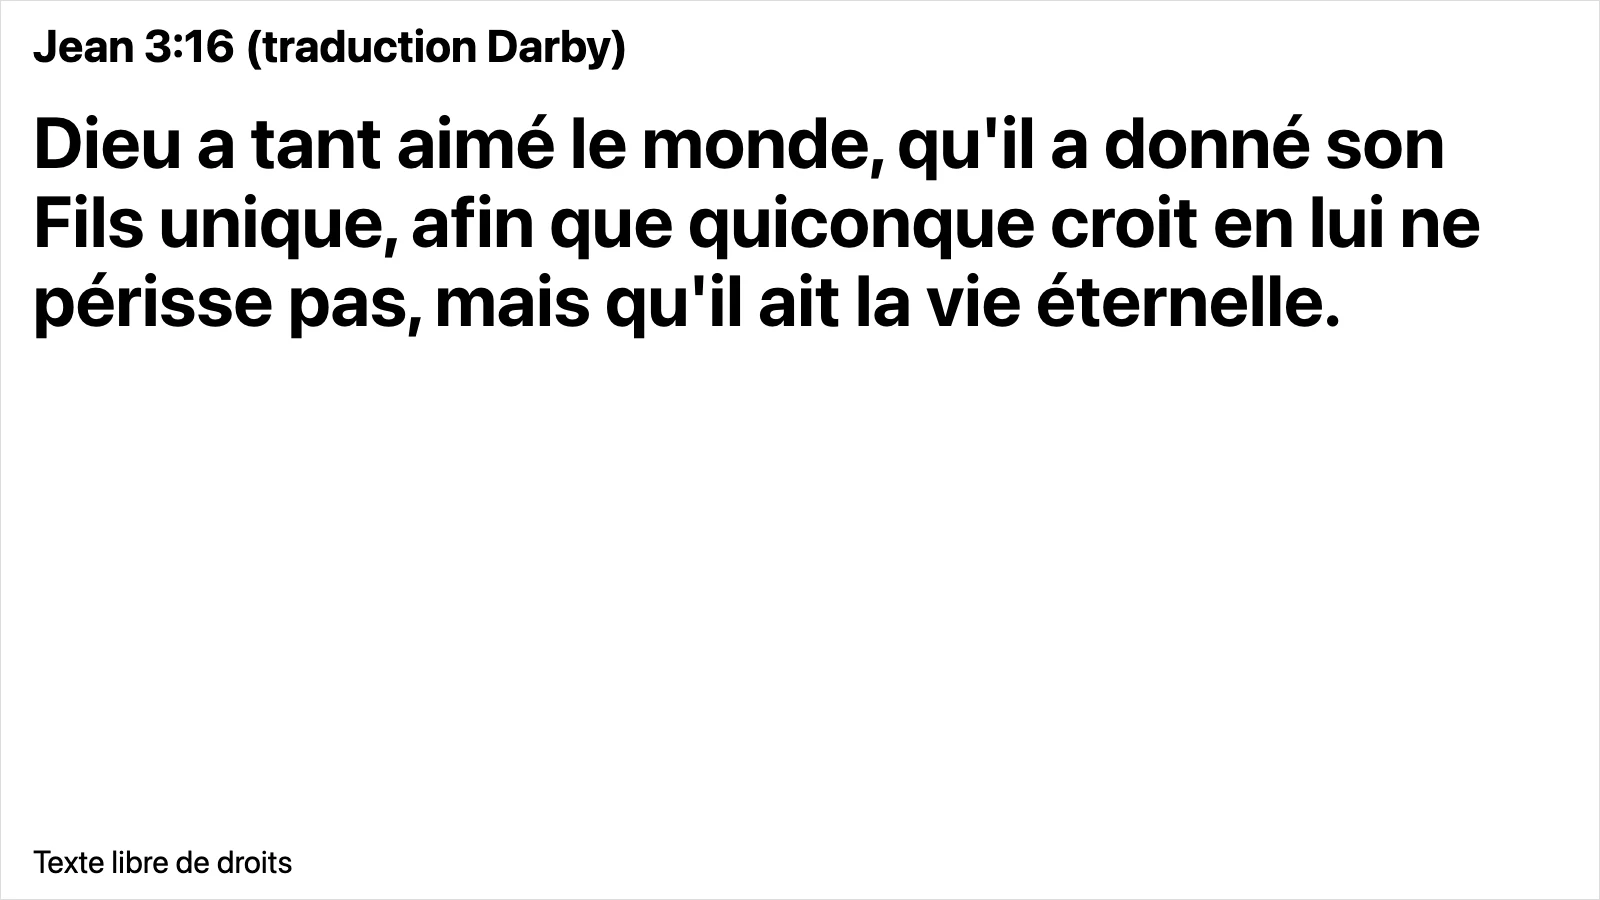 Jean 3:16 (traduction Darby)
Dieu a tant aimé le monde, qu'il a donné son
Fils unique, afin que quiconque croit en lui ne
périsse pas, mais qu'il ait la vie éternelle.
Texte libre de droits